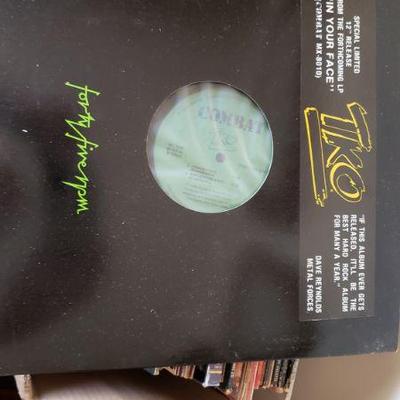 SPECIAL LIMITED
12" RELEASE
FROM THE FORTHCOMING LP
"IN YOUR FACE"
(COMBAT MX-8010)
TKO
"IF THIS ALBUM EVER GETS
RELEASED, IT'LL BE THE
BEST HARD ROCK ALBUM
FOR MANY A YEAR."
DAVE REYNOLDS
METAL FORCES
forty/five rpm
COMBAT